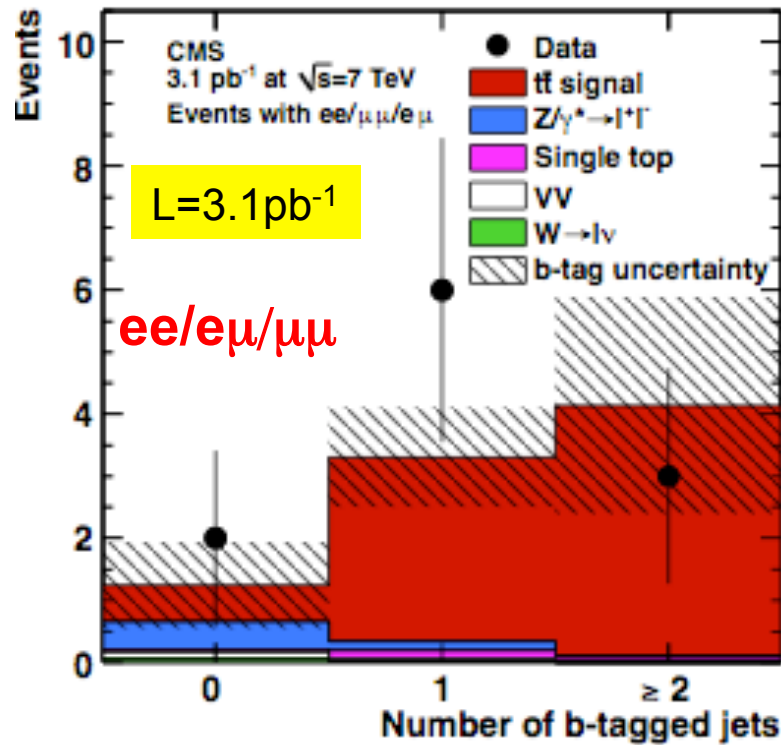 Events
10
8
6
4
2
0
CMS
3.1 pb⁻¹ at √s=7 TeV
Events with ee/μμ/eμ
L=3.1pb⁻¹
ee/eμ/μμ
Data
tt̄ signal
Z/γ*→l⁺l⁻
Single top
VV
W→lν
b-tag uncertainty
0 1 ≥ 2
Number of b-tagged jets